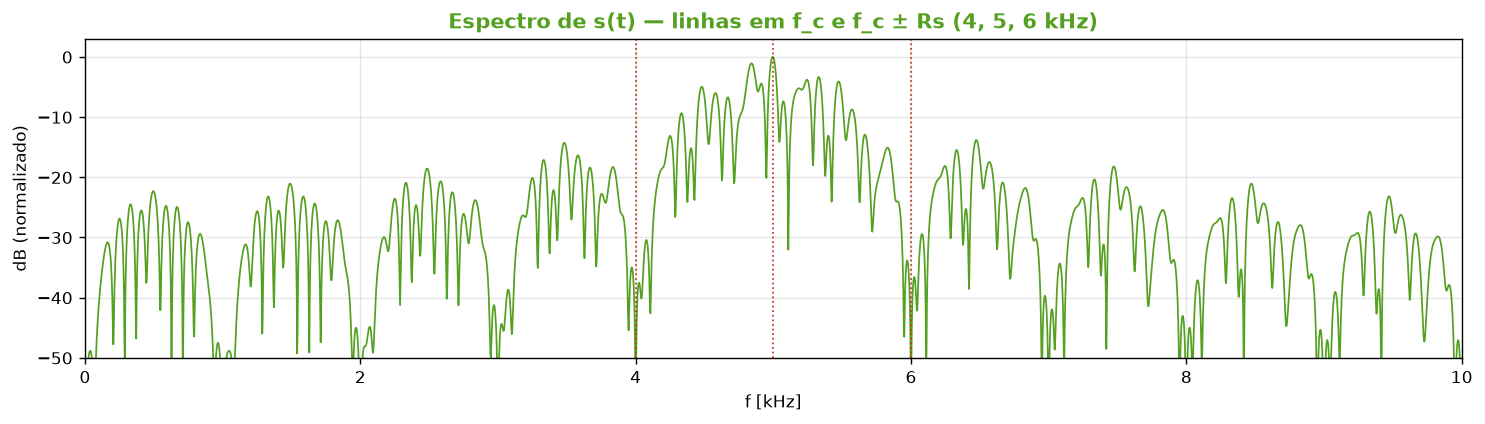 Espectro de s(t) — linhas em f_c e f_c ± Rs (4, 5, 6 kHz)
dB (normalizado)
0
−10
−20
−30
−40
−50
0 2 4 6 8 10
f [kHz]